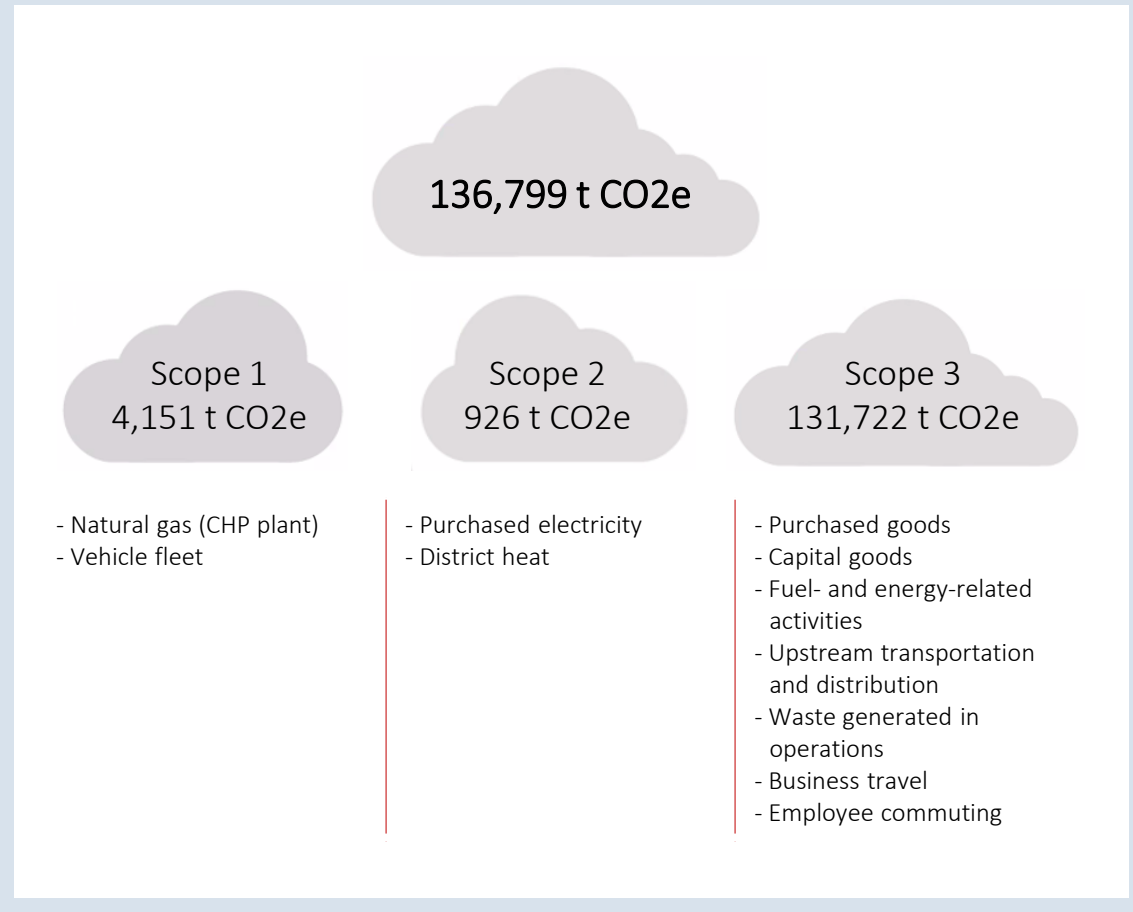 136,799 t CO2e
Scope 1
4,151 t CO2e
Scope 2
926 t CO2e
Scope 3
131,722 t CO2e
- Natural gas (CHP plant)
- Vehicle fleet
- Purchased electricity
- District heat
- Purchased goods
- Capital goods
- Fuel- and energy-related
activities
- Upstream transportation
and distribution
- Waste generated in
operations
- Business travel
- Employee commuting